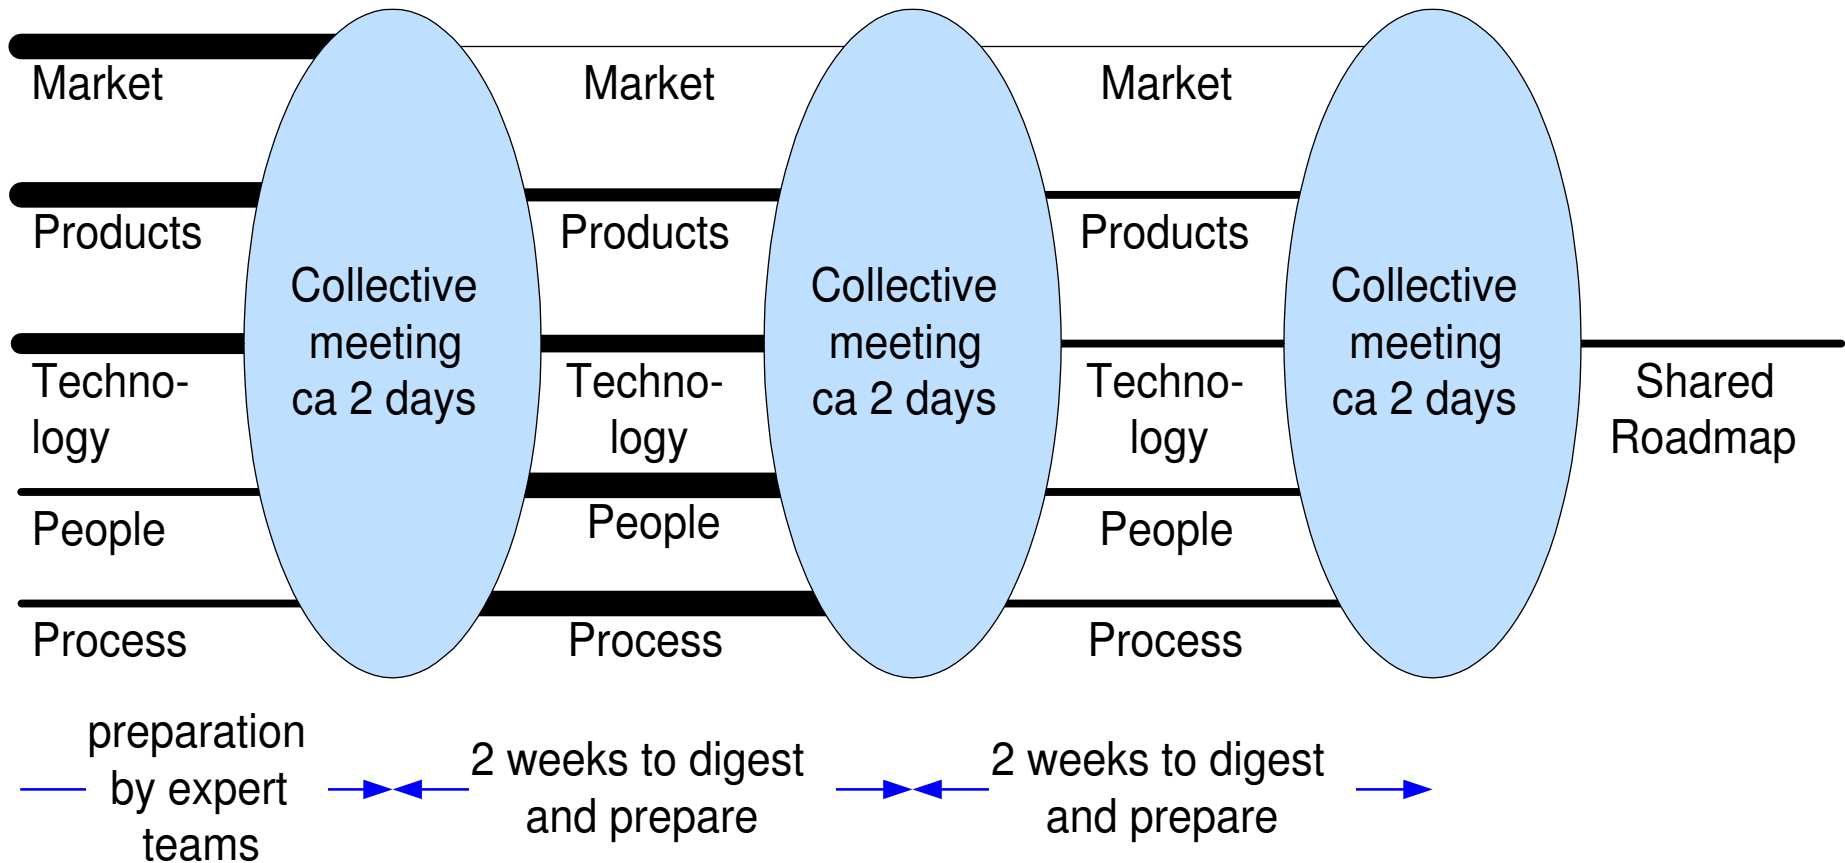 Market
Market
Market
Products
Products
Products
Collective
meeting
ca 2 days
Collective
meeting
ca 2 days
Collective
meeting
ca 2 days
Techno-
logy
Techno-
logy
Techno-
logy
Shared
Roadmap
People
People
People
Process
Process
Process
preparation
by expert
teams
2 weeks to digest
and prepare
2 weeks to digest
and prepare